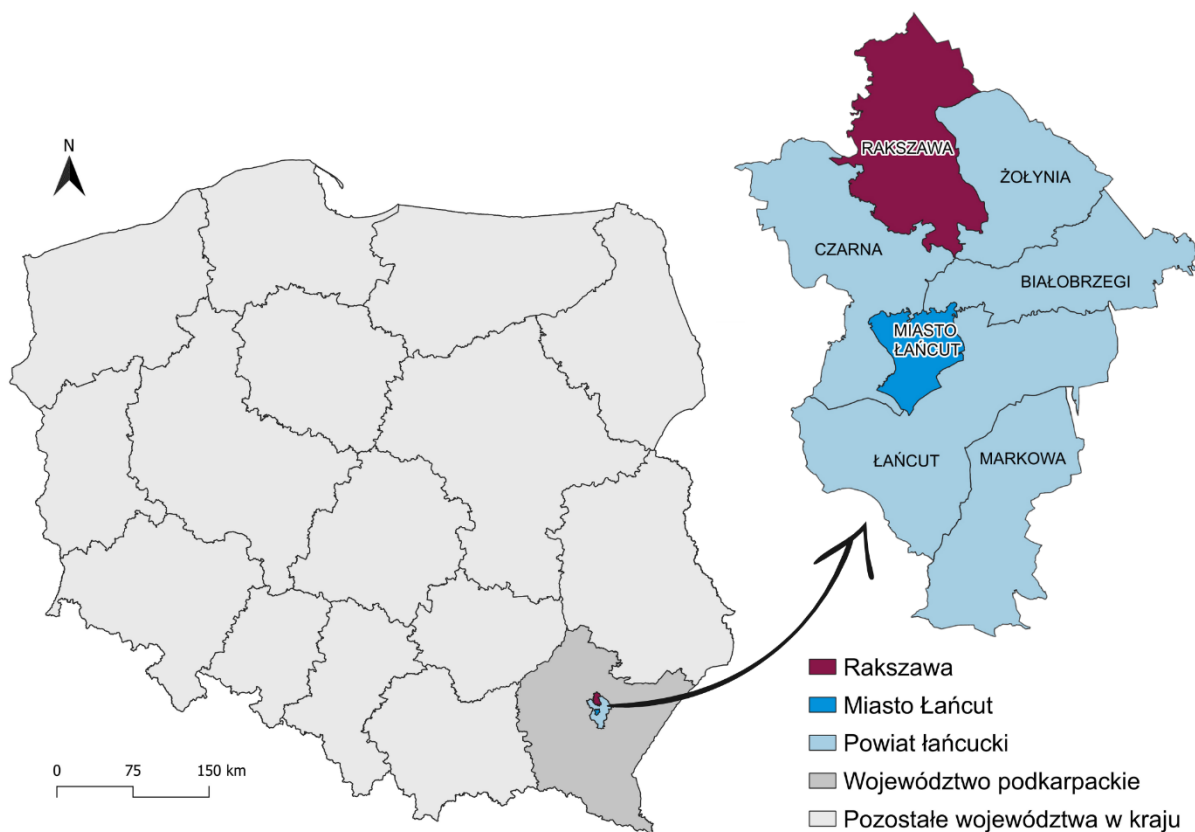 N
RAKSZAWA
ŻOŁYNIA
CZARNA
BIAŁOBRZEGI
MIASTO
ŁAŃCUT
ŁAŃCUT
MARKOWA
Rakszawa
Miasto Łańcut
Powiat łańcucki
Województwo podkarpackie
Pozostałe województwa w kraju
0 75 150 km